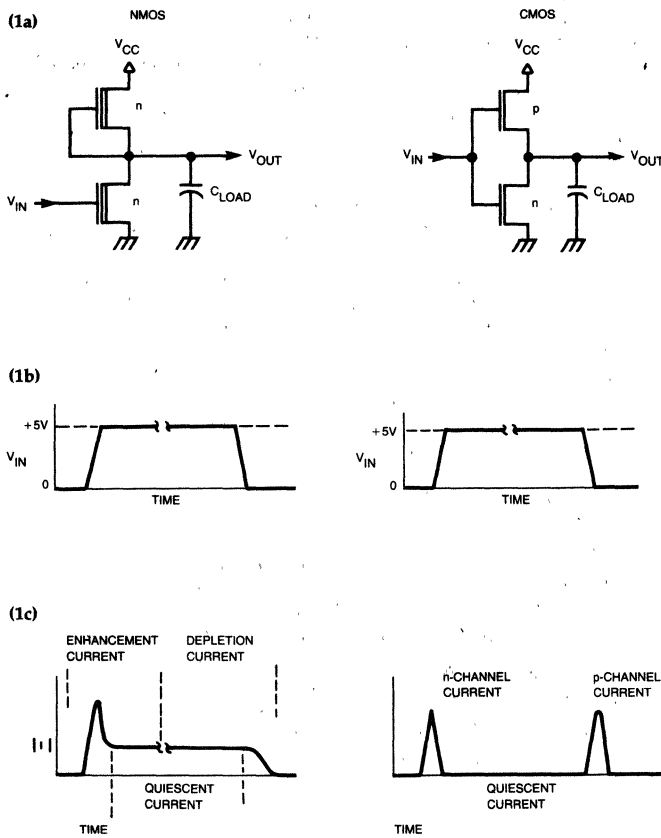 (1a)
NMOS
CMOS
VCC
n
VOUT
VIN
n
CLOAD
VCC
p
VIN
VOUT
n
CLOAD
(1b)
+5V
VIN
0
TIME
+5V
VIN
0
TIME
(1c)
ENHANCEMENT
CURRENT
DEPLETION
CURRENT
|I|
QUIESCENT
CURRENT
TIME
n-CHANNEL
CURRENT
p-CHANNEL
CURRENT
QUIESCENT
CURRENT
TIME